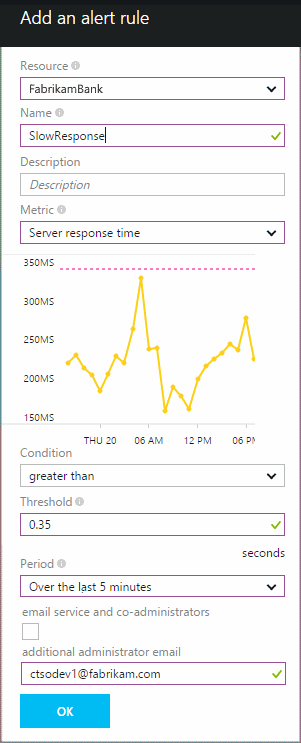 Add an alert rule
Resource
FabrikamBank
Name
SlowResponse
Description
Description
Metric
Server response time
350MS
300MS
250MS
200MS
150MS
THU 20 06 AM 12 PM 06 PM
Condition
greater than
Threshold
0.35
seconds
Period
Over the last 5 minutes
email service and co-administrators
additional administrator email
ctsodev1@fabrikam.com
OK